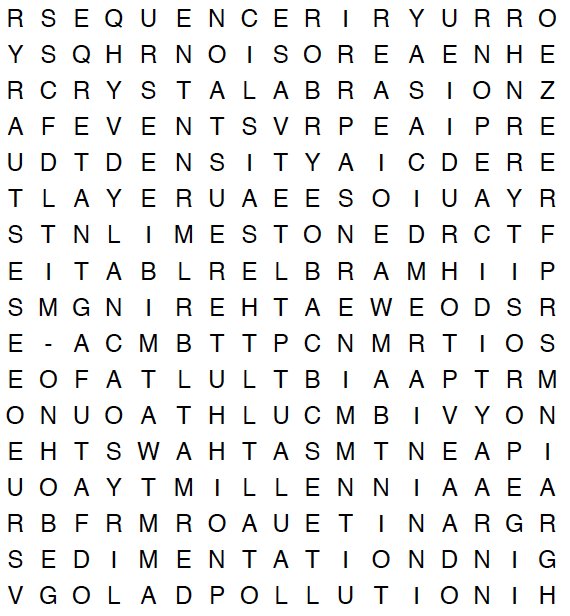 R S E Q U E N C E R I R Y U R R O
Y S Q H R N O I S O R E A E N H E
R C R Y S T A L A B R A S I O N Z
A F E V E N T S V R P E A I P R E
U D T D E N S I T Y A I C D E R E
T L A Y E R U A E E S O I U A Y R
S T N L I M E S T O N E D R C T F
E I T A B L R E L B R A M H I I P
S M G N I R E H T A E W E O D S R
E - A C M B T T P C N M R T I O S
E O F A T L U L T B I A A P T R M
O N U O A T H L U C M B I V Y O N
E H T S W A H T A S M T N E A P I
U O A Y T M I L L E N N I A A E A
R B F R M R O A U E T I N A R G R
S E D I M E N T A T I O N D N I G
V G O L A D P O L L U T I O N I H